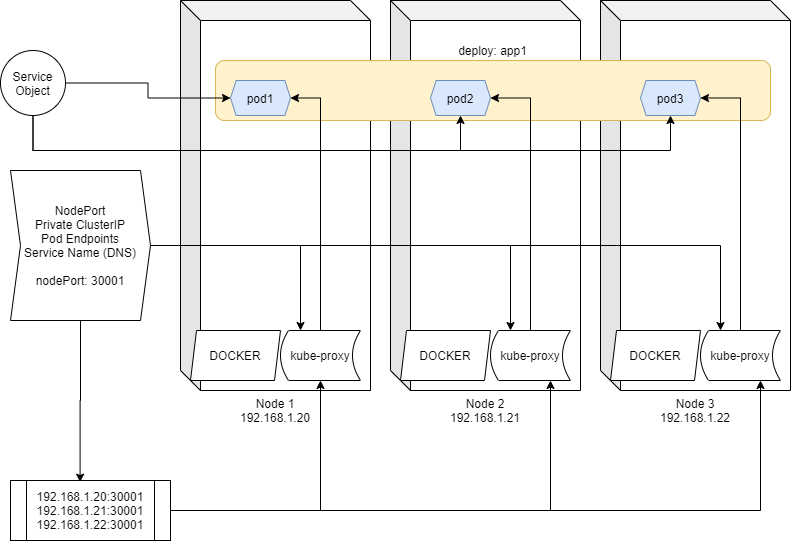 deploy: app1
Service
Object
pod1
pod2
pod3
NodePort
Private ClusterIP
Pod Endpoints
Service Name (DNS)
nodePort: 30001
DOCKER
kube-proxy
DOCKER
kube-proxy
DOCKER
kube-proxy
Node 1
192.168.1.20
Node 2
192.168.1.21
Node 3
192.168.1.22
192.168.1.20:30001
192.168.1.21:30001
192.168.1.22:30001